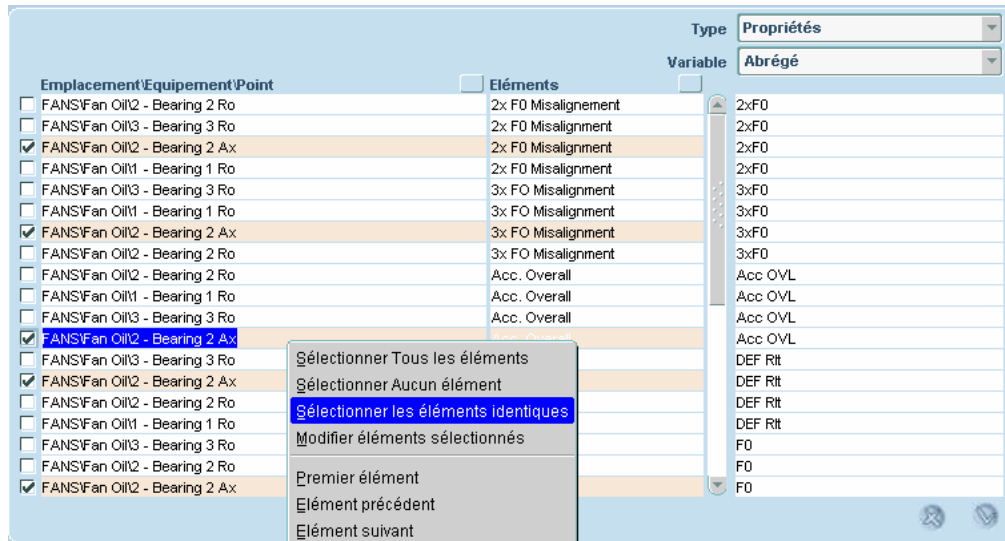 Type Propriétés
Variable Abrégé
Emplacement\Equipement\Point Eléments
FANS\Fan Oil\2 - Bearing 2 Ro 2x F0 Misalignement 2xF0
FANS\Fan Oil\3 - Bearing 3 Ro 2x F0 Misalignment 2xF0
FANS\Fan Oil\2 - Bearing 2 Ax 2x F0 Misalignment 2xF0
FANS\Fan Oil\1 - Bearing 1 Ro 2x F0 Misalignment 2xF0
FANS\Fan Oil\3 - Bearing 3 Ro 3x FO Misalignment 3xF0
FANS\Fan Oil\1 - Bearing 1 Ro 3x FO Misalignment 3xF0
FANS\Fan Oil\2 - Bearing 2 Ax 3x FO Misalignment 3xF0
FANS\Fan Oil\2 - Bearing 2 Ro 3x FO Misalignment 3xF0
FANS\Fan Oil\2 - Bearing 2 Ro Acc. Overall Acc OVL
FANS\Fan Oil\1 - Bearing 1 Ro Acc. Overall Acc OVL
FANS\Fan Oil\3 - Bearing 3 Ro Acc. Overall Acc OVL
FANS\Fan Oil\2 - Bearing 2 Ax Acc. Overall Acc OVL
FANS\Fan Oil\3 - Bearing 3 Ro DEF Rlt
FANS\Fan Oil\2 - Bearing 2 Ax DEF Rlt
FANS\Fan Oil\2 - Bearing 2 Ro DEF Rlt
FANS\Fan Oil\1 - Bearing 1 Ro DEF Rlt
FANS\Fan Oil\3 - Bearing 3 Ro F0
FANS\Fan Oil\2 - Bearing 2 Ro F0
FANS\Fan Oil\2 - Bearing 2 Ax F0
Sélectionner Tous les éléments
Sélectionner Aucun élément
Sélectionner les éléments identiques
Modifier éléments sélectionnés
Premier élément
Elément précédent
Elément suivant